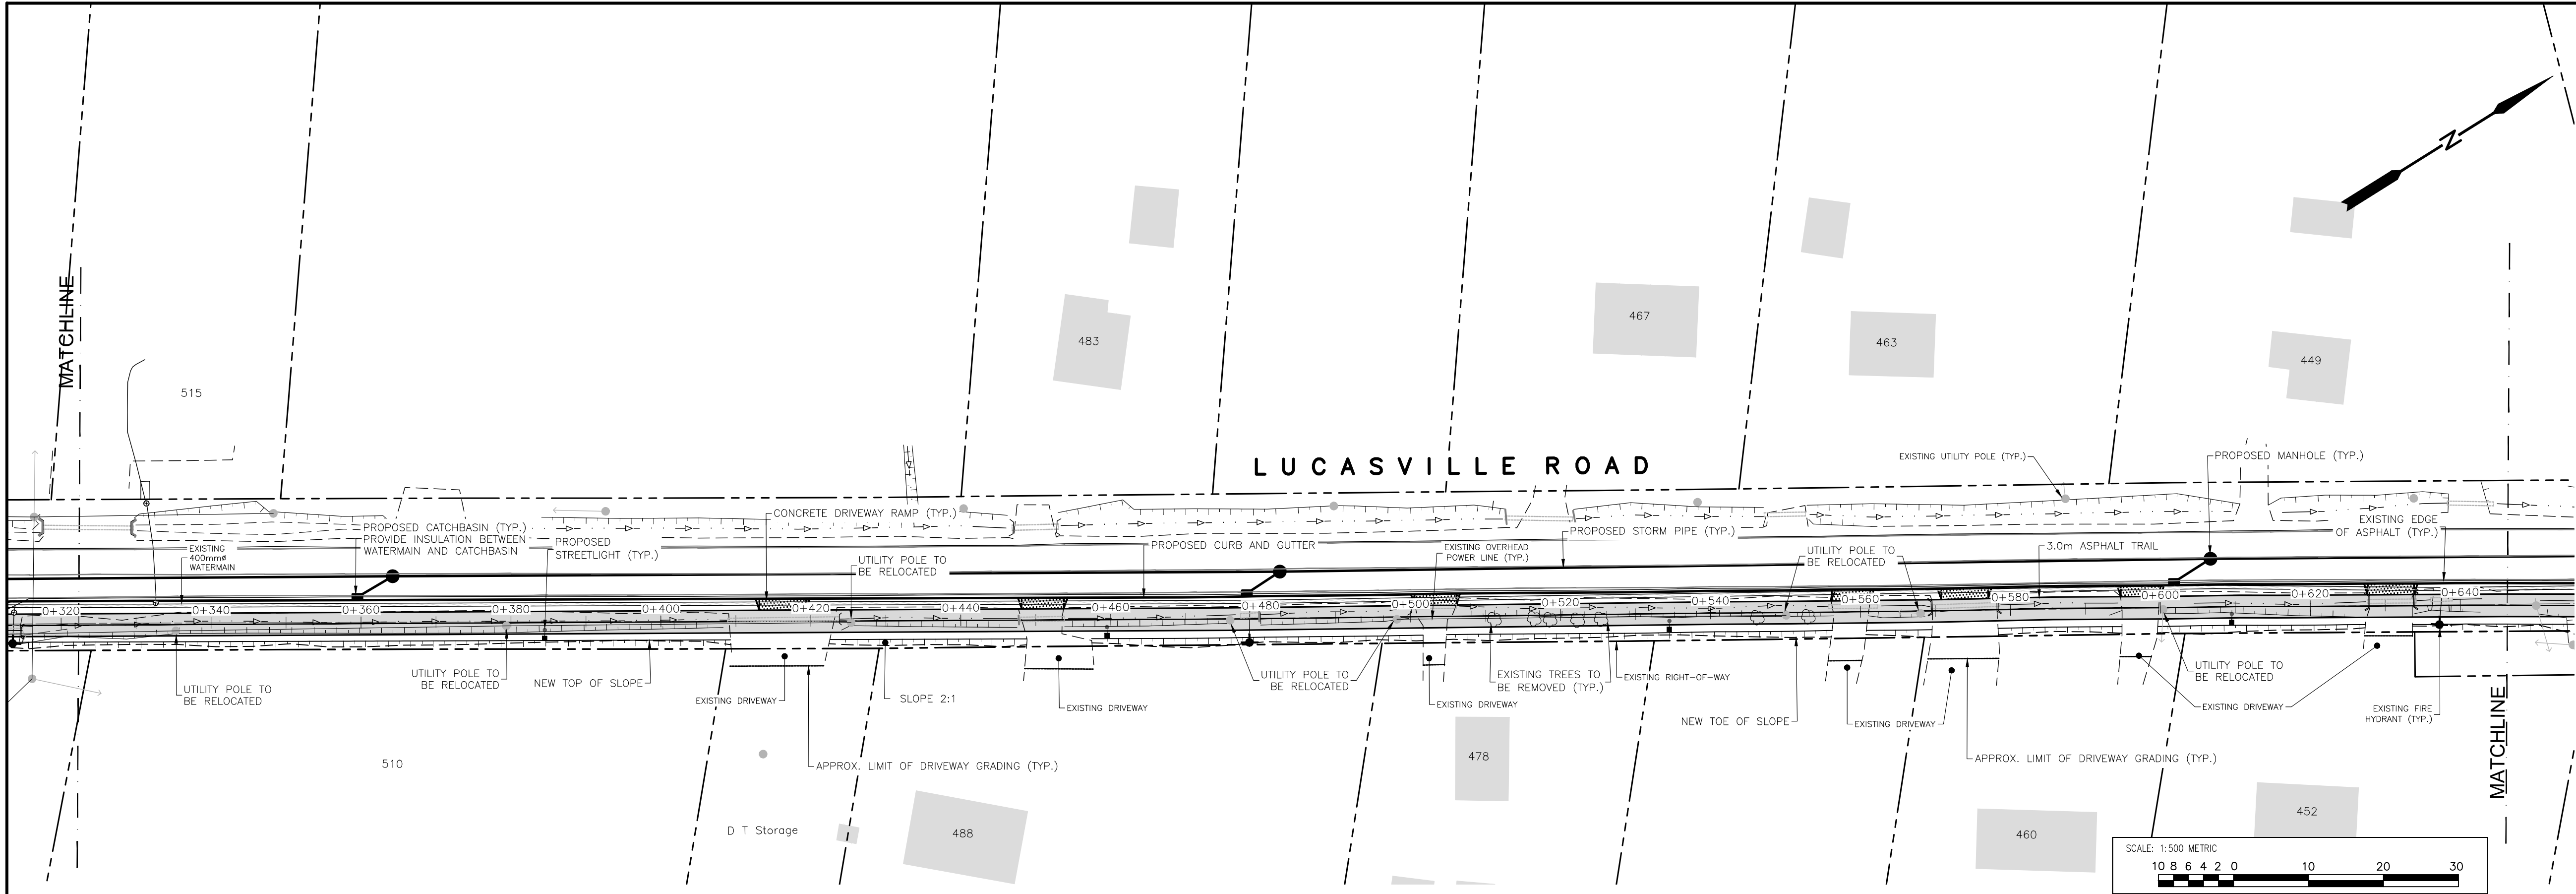 N
MATCHLINE
483
467
463
449
515
LUCASVILLE ROAD
EXISTING UTILITY POLE (TYP.)
PROPOSED MANHOLE (TYP.)
PROPOSED CATCHBASIN (TYP.)
PROVIDE INSULATION BETWEEN
WATERMAIN AND CATCHBASIN
EXISTING
400mmø
WATERMAIN
PROPOSED
STREETLIGHT (TYP.)
CONCRETE DRIVEWAY RAMP (TYP.)
UTILITY POLE TO
BE RELOCATED
PROPOSED CURB AND GUTTER
EXISTING OVERHEAD
POWER LINE (TYP.)
PROPOSED STORM PIPE (TYP.)
UTILITY POLE TO
BE RELOCATED
3.0m ASPHALT TRAIL
EXISTING EDGE
OF ASPHALT (TYP.)
0+320
0+340
0+360
0+380
0+400
0+420
0+440
0+460
0+480
0+500
0+520
0+540
0+560
0+580
0+600
0+620
0+640
UTILITY POLE TO
BE RELOCATED
UTILITY POLE TO
BE RELOCATED
NEW TOP OF SLOPE
EXISTING DRIVEWAY
SLOPE 2:1
EXISTING DRIVEWAY
UTILITY POLE TO
BE RELOCATED
EXISTING DRIVEWAY
EXISTING TREES TO
BE REMOVED (TYP.)
EXISTING RIGHT-OF-WAY
NEW TOE OF SLOPE
EXISTING DRIVEWAY
UTILITY POLE TO
BE RELOCATED
EXISTING DRIVEWAY
EXISTING FIRE
HYDRANT (TYP.)
MATCHLINE
510
APPROX. LIMIT OF DRIVEWAY GRADING (TYP.)
APPROX. LIMIT OF DRIVEWAY GRADING (TYP.)
478
D T Storage
488
460
452
SCALE: 1:500 METRIC
10 8 6 4 2 0 10 20 30